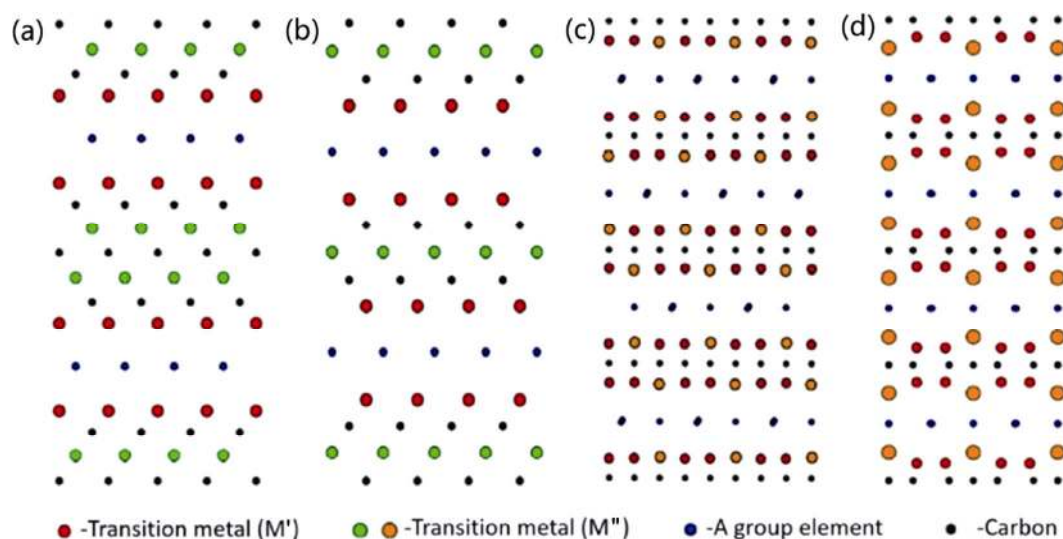 (a) (b) (c) (d)
-Transition metal (M') -Transition metal (M") -A group element -Carbon